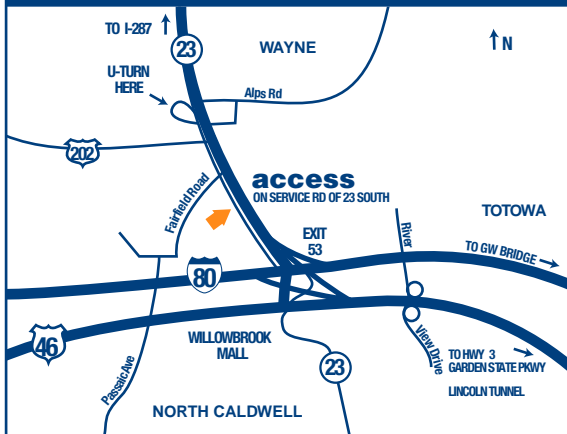 TO I-287
23
WAYNE
N
U-TURN
HERE
Alps Rd
202
access
ON SERVICE RD OF 23 SOUTH
Fairfield Road
TOTOWA
EXIT
53
River
TO GW BRIDGE
80
46
WILLOWBROOK
MALL
View Drive
TO HWY 3
GARDEN STATE PKWY
LINCOLN TUNNEL
23
Passaic Ave
NORTH CALDWELL